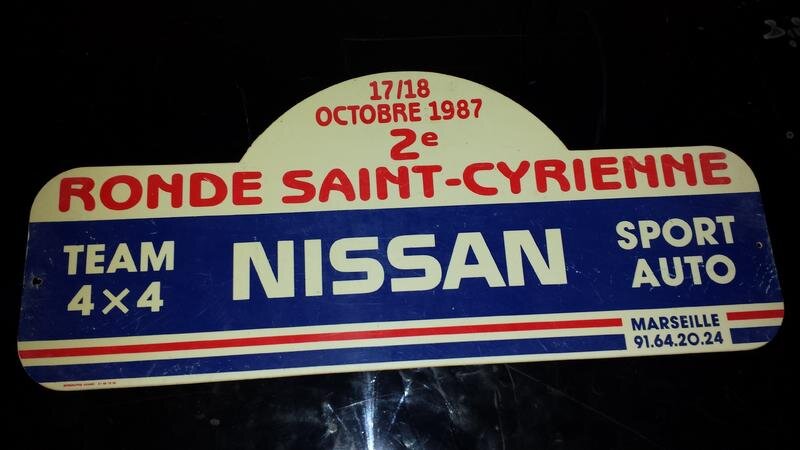 17/18
OCTOBRE 1987
2e
RONDE SAINT-CYRIENNE
TEAM
4×4
NISSAN
SPORT
AUTO
MARSEILLE
91.64.20.24